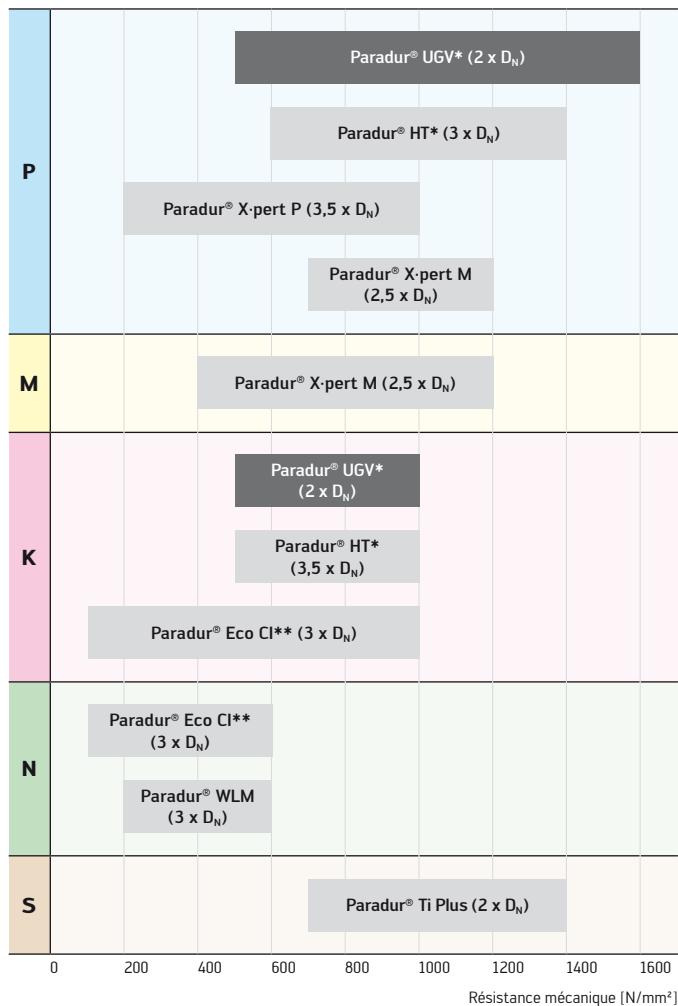 P
Paradur® UGV* (2 x DN)
Paradur® HT* (3 x DN)
Paradur® X·pert P (3,5 x DN)
Paradur® X·pert M
(2,5 x DN)
M
Paradur® X·pert M (2,5 x DN)
K
Paradur® UGV*
(2 x DN)
Paradur® HT*
(3,5 x DN)
Paradur® Eco CI** (3 x DN)
N
Paradur® Eco CI**
(3 x DN)
Paradur® WLM
(3 x DN)
S
Paradur® Ti Plus (2 x DN)
0 200 400 600 800 1000 1200 1400 1600
Résistance mécanique [N/mm²]